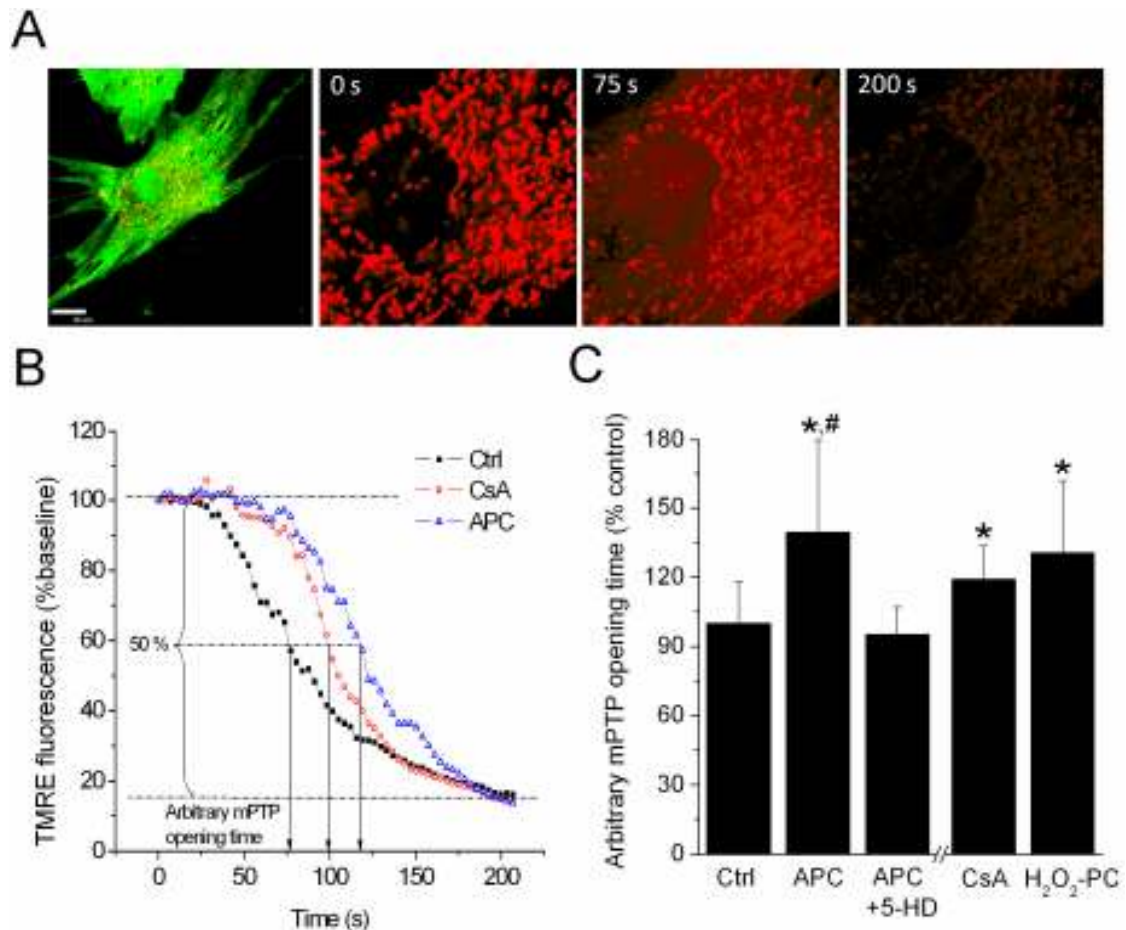 A
0 s
75 s
200 s
B
TMRE fluorescence (%baseline)
120
100
80
60
40
20
0
Ctrl
CsA
APC
50 %
Arbitrary mPTP
opening time
0
50
100
150
200
Time (s)
C
Arbitrary mPTP opening time (% control)
180
150
120
90
60
30
0
*,#
*
*
//
Ctrl
APC
APC
+5-HD
CsA
H₂O₂-PC